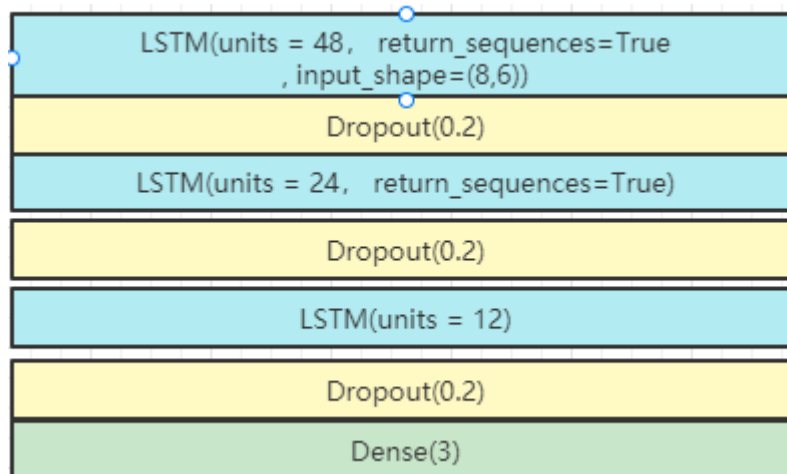 LSTM(units = 48,   return_sequences=True
, input_shape=(8,6))
Dropout(0.2)
LSTM(units = 24,   return_sequences=True)
Dropout(0.2)
LSTM(units = 12)
Dropout(0.2)
Dense(3)